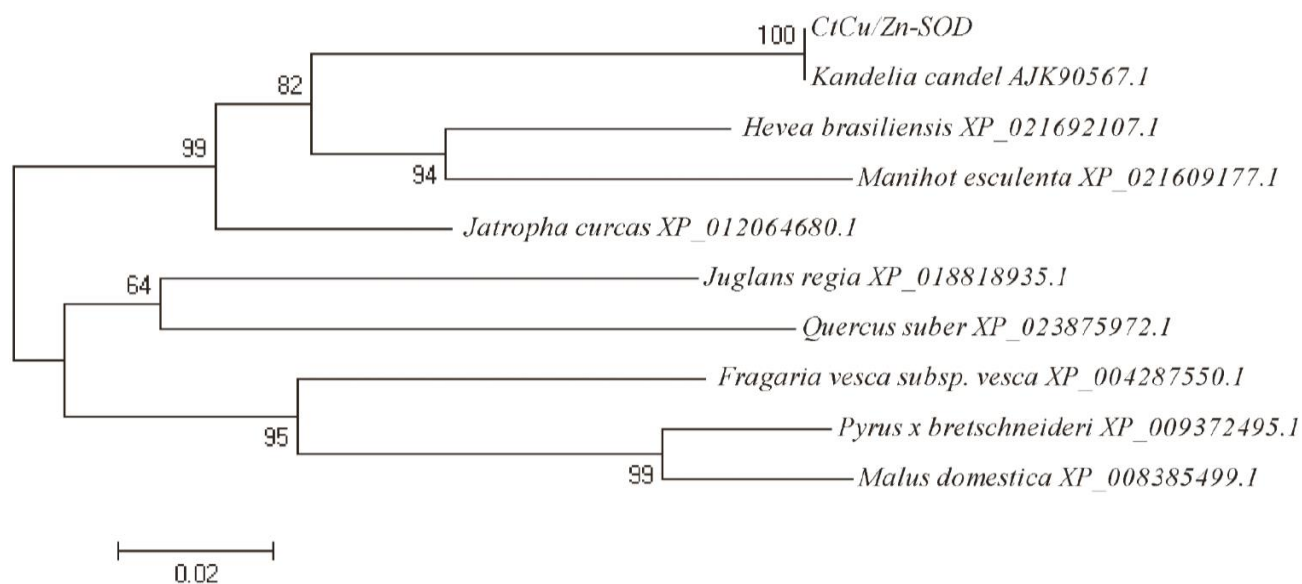 100 CtCu/Zn-SOD
Kandelia candel AJK90567.1
82
Hevea brasiliensis XP_021692107.1
99
94 Manihot esculenta XP_021609177.1
Jatropha curcas XP_012064680.1
64 Juglans regia XP_018818935.1
Quercus suber XP_023875972.1
Fragaria vesca subsp. vesca XP_004287550.1
95 Pyrus x bretschneideri XP_009372495.1
99 Malus domestica XP_008385499.1
0.02